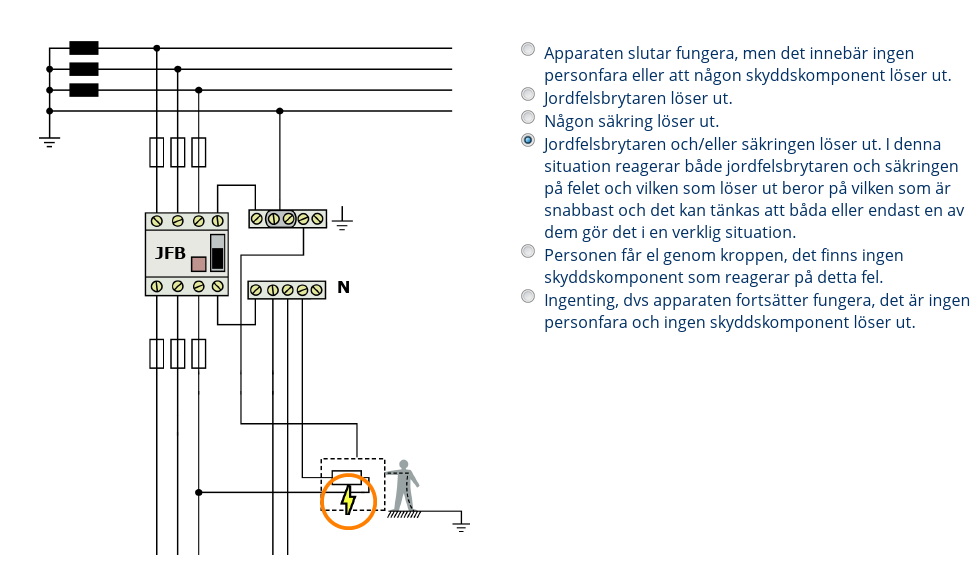 Apparaten slutar fungera, men det innebär ingen
personfara eller att någon skyddskomponent löser ut.
Jordfelsbrytaren löser ut.
Någon säkring löser ut.
Jordfelsbrytaren och/eller säkringen löser ut. I denna
situation reagerar både jordfelsbrytaren och säkringen
på felet och vilken som löser ut beror på vilken som är
snabbast och det kan tänkas att båda eller endast en av
dem gör det i en verklig situation.
Personen får el genom kroppen, det finns ingen
skyddskomponent som reagerar på detta fel.
Ingenting, dvs apparaten fortsätter fungera, det är ingen
personfara och ingen skyddskomponent löser ut.
JFB
N